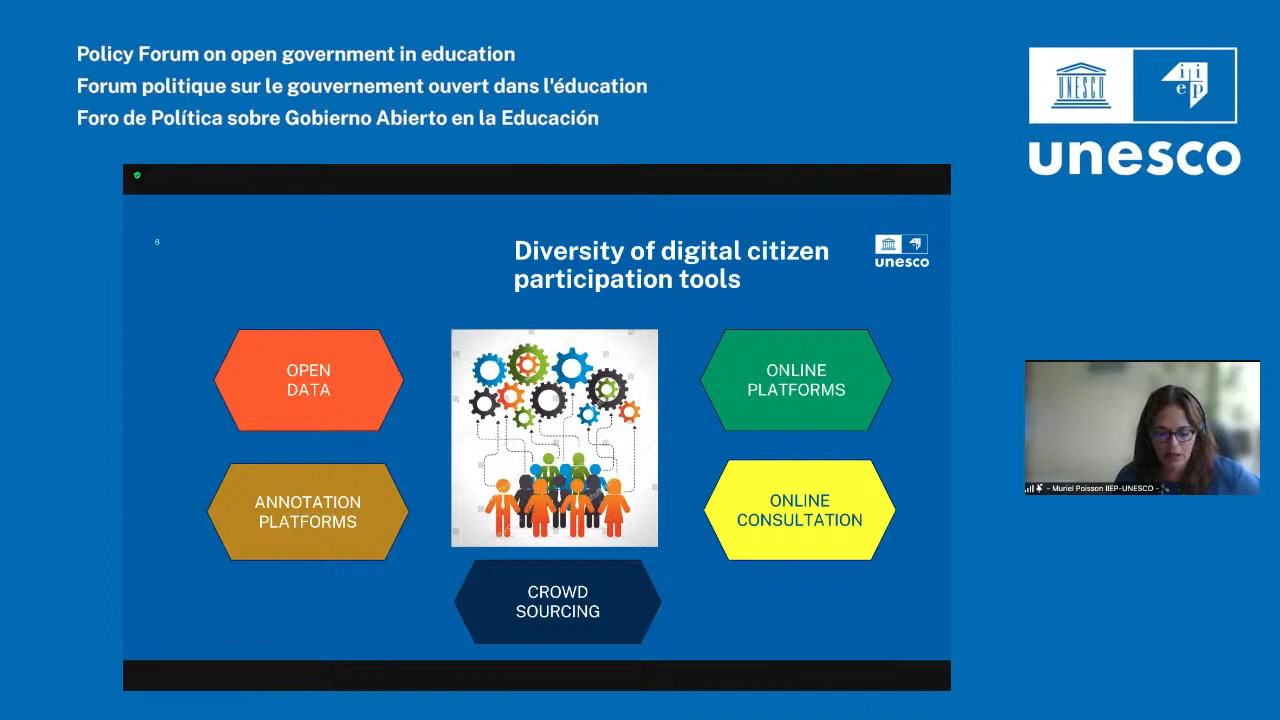 Policy Forum on open government in education
Forum politique sur le gouvernement ouvert dans l'éducation
Foro de Política sobre Gobierno Abierto en la Educación
UNESCO
i i
e p
unesco
6
Diversity of digital citizen
participation tools
unesco
OPEN
DATA
ONLINE
PLATFORMS
ANNOTATION
PLATFORMS
ONLINE
CONSULTATION
CROWD
SOURCING
- Muriel Poisson IIEP-UNESCO -